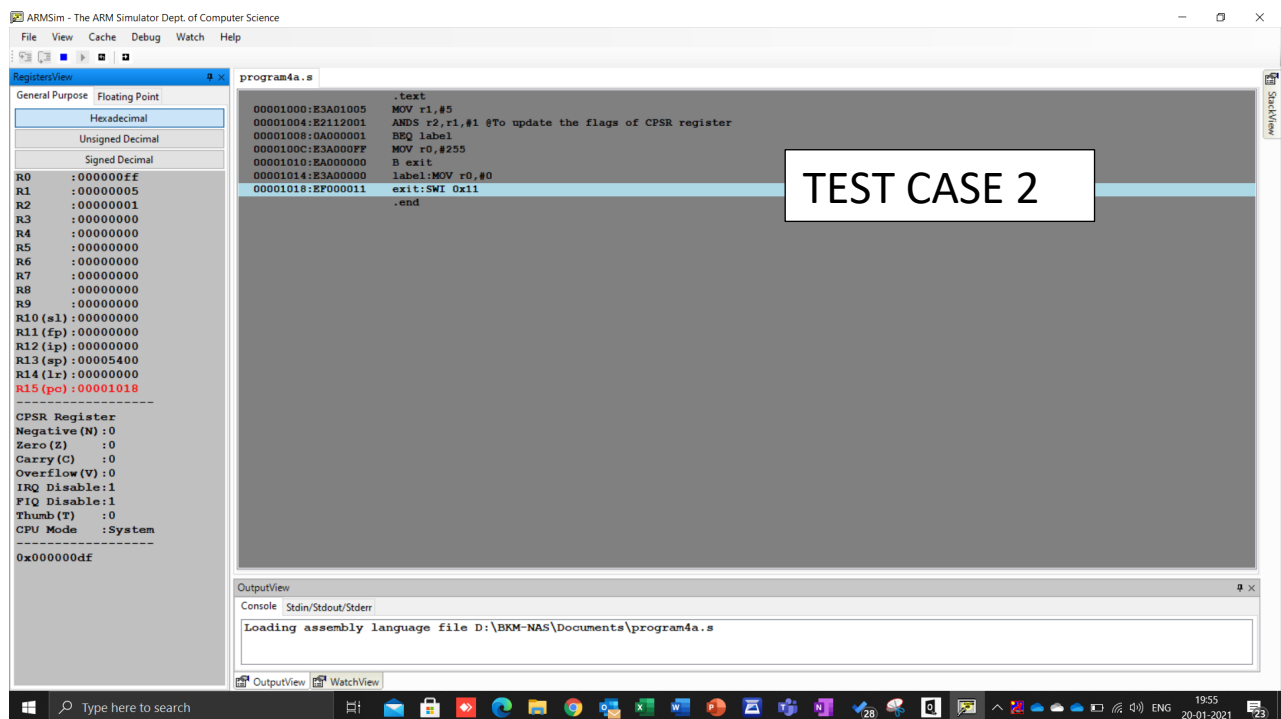 ARMSim - The ARM Simulator Dept. of Computer Science
File View Cache Debug Watch Help
RegistersView
General Purpose Floating Point
Hexadecimal
Unsigned Decimal
Signed Decimal
R0 :000000ff
R1 :00000005
R2 :00000001
R3 :00000000
R4 :00000000
R5 :00000000
R6 :00000000
R7 :00000000
R8 :00000000
R9 :00000000
R10(sl):00000000
R11(fp):00000000
R12(ip):00000000
R13(sp):00005400
R14(lr):00000000
R15(pc):00001018
-------------------
CPSR Register
Negative(N):0
Zero(Z) :0
Carry(C) :0
Overflow(V):0
IRQ Disable:1
FIQ Disable:1
Thumb(T) :0
CPU Mode :System
-------------------
0x000000df
program4a.s
.text
00001000:E3A01005 MOV r1,#5
00001004:E2112001 ANDS r2,r1,#1 @To update the flags of CPSR register
00001008:0A000001 BEQ label
0000100C:E3A000FF MOV r0,#255
00001010:EA000000 B exit
00001014:E3A00000 label:MOV r0,#0
00001018:EF000011 exit:SWI 0x11
.end
TEST CASE 2
StackView
OutputView
Console Stdin/Stdout/Stderr
Loading assembly language file D:\BKM-NAS\Documents\program4a.s
OutputView WatchView
Type here to search
28
ENG
19:55
20-01-2021
23